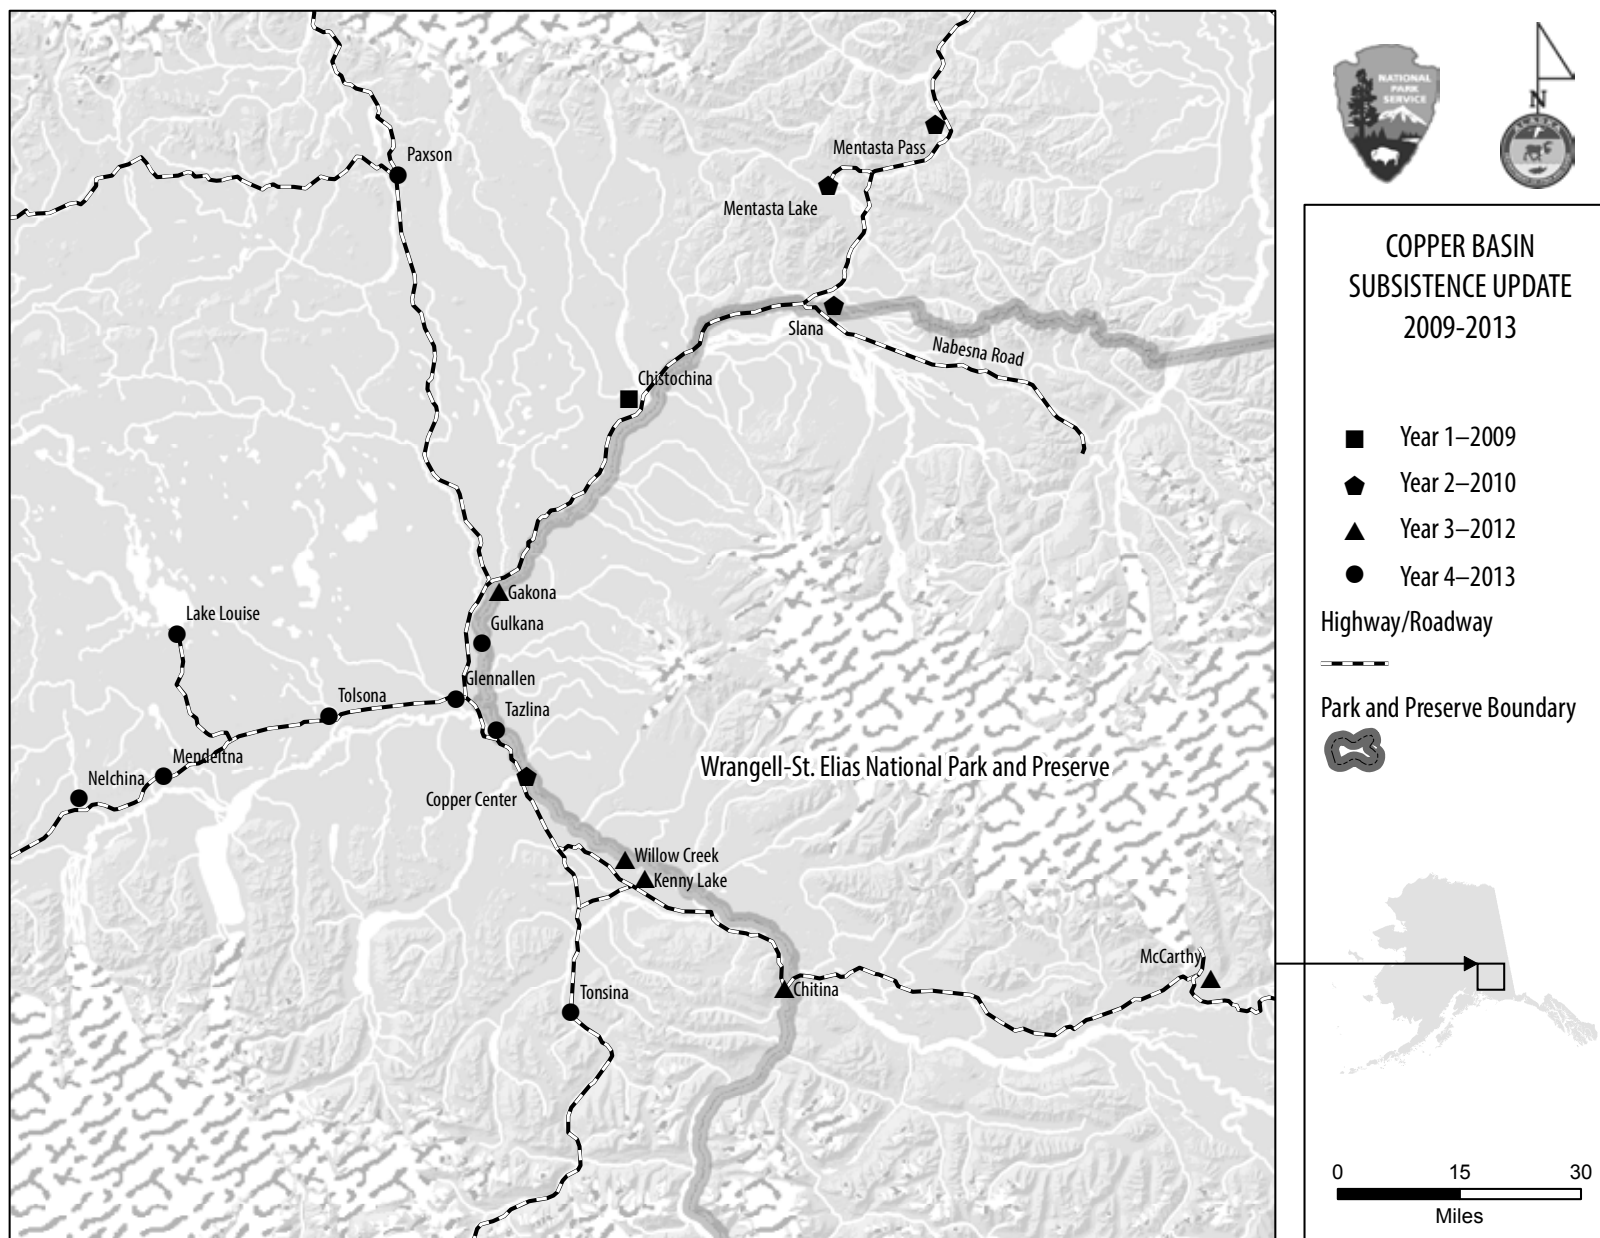 NATIONAL
PARK
SERVICE
N
ALASKA
COPPER BASIN
SUBSISTENCE UPDATE
2009-2013
Year 1–2009
Year 2–2010
Year 3–2012
Year 4–2013
Highway/Roadway
Park and Preserve Boundary
0 15 30
Miles
Paxson
Mentasta Pass
Mentasta Lake
Slana
Nabesna Road
Chistochina
Gakona
Gulkana
Lake Louise
Glennallen
Tolsona
Tazlina
Mendeltna
Nelchina
Copper Center
Wrangell-St. Elias National Park and Preserve
Willow Creek
Kenny Lake
McCarthy
Chitina
Tonsina